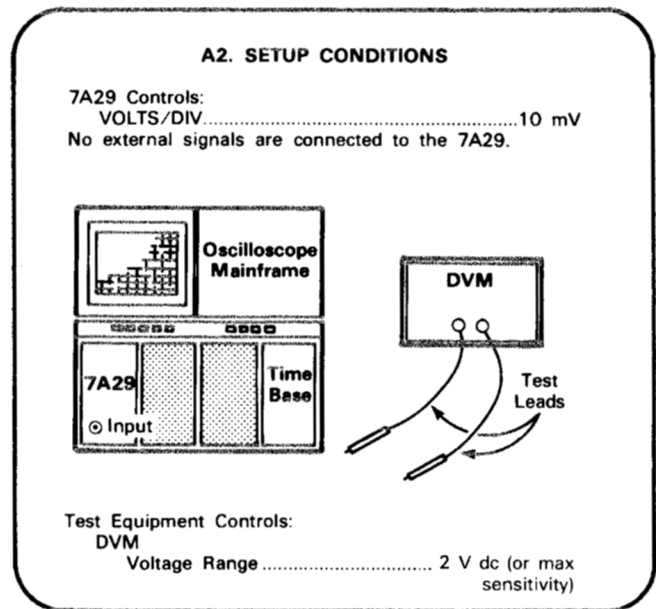 A2. SETUP CONDITIONS
7A29 Controls:
VOLTS/DIV....................................................10 mV
No external signals are connected to the 7A29.
Oscilloscope
Mainframe
DVM
7A29
Time
Base
Input
Test
Leads
Test Equipment Controls:
DVM
Voltage Range ............................... 2 V dc (or max
sensitivity)